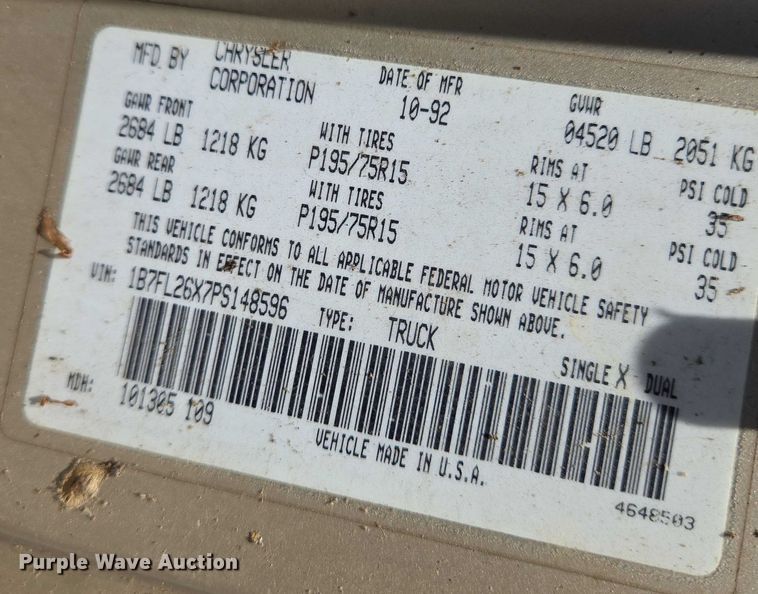 MFD BY CHRYSLER CORPORATION DATE OF MFR 10-92 GVWR 04520 LB 2051 KG
GAWR FRONT WITH TIRES RIMS AT PSI COLD
2684 LB 1218 KG P195/75R15 15 X 6.0 35
GAWR REAR WITH TIRES RIMS AT PSI COLD
2684 LB 1218 KG P195/75R15 15 X 6.0 35
THIS VEHICLE CONFORMS TO ALL APPLICABLE FEDERAL MOTOR VEHICLE SAFETY
STANDARDS IN EFFECT ON THE DATE OF MANUFACTURE SHOWN ABOVE.
VIN: 1B7FL26X7PS148596 TYPE: TRUCK SINGLE X DUAL
MDH: 101305 109
VEHICLE MADE IN U.S.A.
4648503
Purple Wave Auction